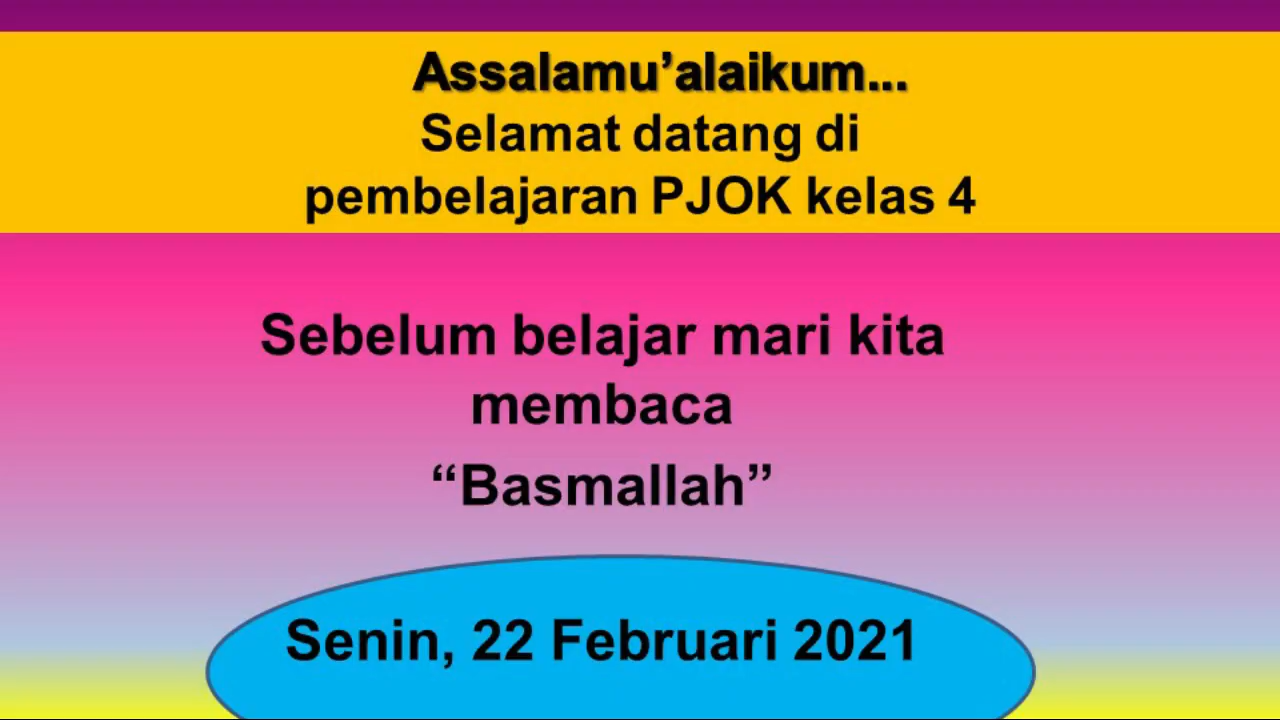 Assalamu’alaikum...
Selamat datang di
pembelajaran PJOK kelas 4
Sebelum belajar mari kita
membaca
“Basmallah”
Senin, 22 Februari 2021